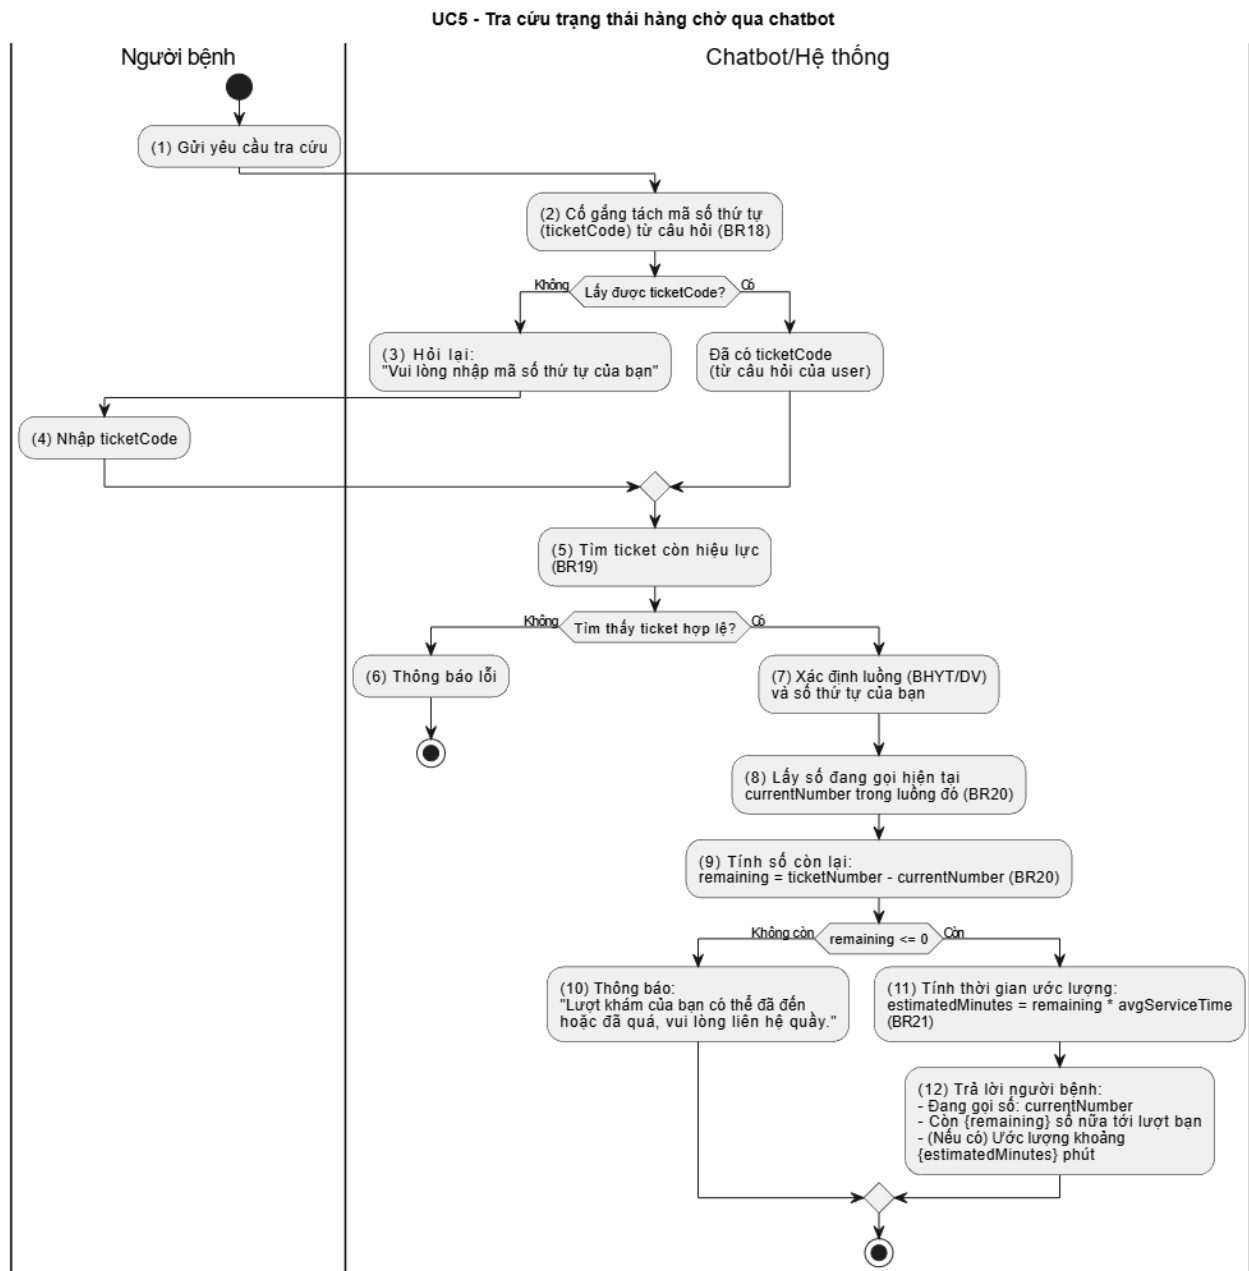 UC5 - Tra cứu trạng thái hàng chờ qua chatbot
Người bệnh
Chatbot/Hệ thống
(1) Gửi yêu cầu tra cứu
(2) Cố gắng tách mã số thứ tự
(ticketCode) từ câu hỏi (BR18)
Không
Lấy được ticketCode?
Có
(3) Hỏi lại:
"Vui lòng nhập mã số thứ tự của bạn"
Đã có ticketCode
(từ câu hỏi của user)
(4) Nhập ticketCode
(5) Tìm ticket còn hiệu lực
(BR19)
Không
Tìm thấy ticket hợp lệ?
Có
(6) Thông báo lỗi
(7) Xác định luồng (BHYT/DV)
và số thứ tự của bạn
(8) Lấy số đang gọi hiện tại
currentNumber trong luồng đó (BR20)
(9) Tính số còn lại:
remaining = ticketNumber - currentNumber (BR20)
Không còn
remaining <= 0
Còn
(10) Thông báo:
"Lượt khám của bạn có thể đã đến
hoặc đã quá, vui lòng liên hệ quầy."
(11) Tính thời gian ước lượng:
estimatedMinutes = remaining * avgServiceTime
(BR21)
(12) Trả lời người bệnh:
- Đang gọi số: currentNumber
- Còn {remaining} số nữa tới lượt bạn
- (Nếu có) Ước lượng khoảng
{estimatedMinutes} phút